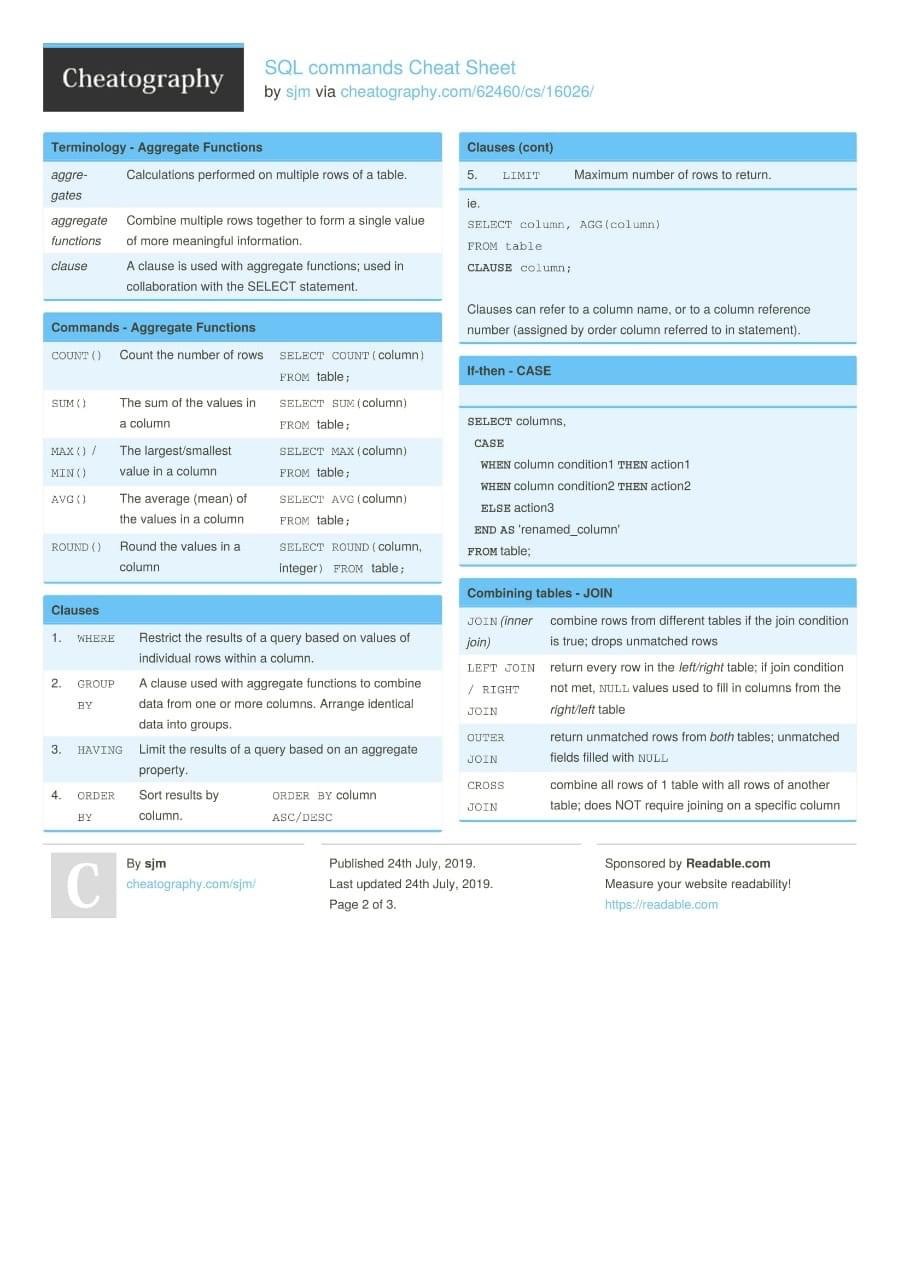 Cheatography
SQL commands Cheat Sheet
by sjm via cheatography.com/62460/cs/16026/
Terminology - Aggregate Functions
aggre-
gates
Calculations performed on multiple rows of a table.
aggregate
functions
Combine multiple rows together to form a single value
of more meaningful information.
clause
A clause is used with aggregate functions; used in
collaboration with the SELECT statement.
Commands - Aggregate Functions
COUNT()
Count the number of rows
SELECT COUNT(column)
FROM table;
SUM()
The sum of the values in
a column
SELECT SUM(column)
FROM table;
MAX() /
MIN()
The largest/smallest
value in a column
SELECT MAX(column)
FROM table;
AVG()
The average (mean) of
the values in a column
SELECT AVG(column)
FROM table;
ROUND()
Round the values in a
column
SELECT ROUND(column,
integer) FROM table;
Clauses
1. WHERE
Restrict the results of a query based on values of
individual rows within a column.
2. GROUP
BY
A clause used with aggregate functions to combine
data from one or more columns. Arrange identical
data into groups.
3. HAVING
Limit the results of a query based on an aggregate
property.
4. ORDER
BY
Sort results by
column.
ORDER BY column
ASC/DESC
Clauses (cont)
5. LIMIT Maximum number of rows to return.
ie.
SELECT column, AGG(column)
FROM table
CLAUSE column;
Clauses can refer to a column name, or to a column reference
number (assigned by order column referred to in statement).
If-then - CASE
SELECT columns,
CASE
WHEN column condition1 THEN action1
WHEN column condition2 THEN action2
ELSE action3
END AS 'renamed_column'
FROM table;
Combining tables - JOIN
JOIN (inner
join)
combine rows from different tables if the join condition
is true; drops unmatched rows
LEFT JOIN
/ RIGHT
JOIN
return every row in the left/right table; if join condition
not met, NULL values used to fill in columns from the
right/left table
OUTER
JOIN
return unmatched rows from both tables; unmatched
fields filled with NULL
CROSS
JOIN
combine all rows of 1 table with all rows of another
table; does NOT require joining on a specific column
C
By sjm
cheatography.com/sjm/
Published 24th July, 2019.
Last updated 24th July, 2019.
Page 2 of 3.
Sponsored by Readable.com
Measure your website readability!
https://readable.com